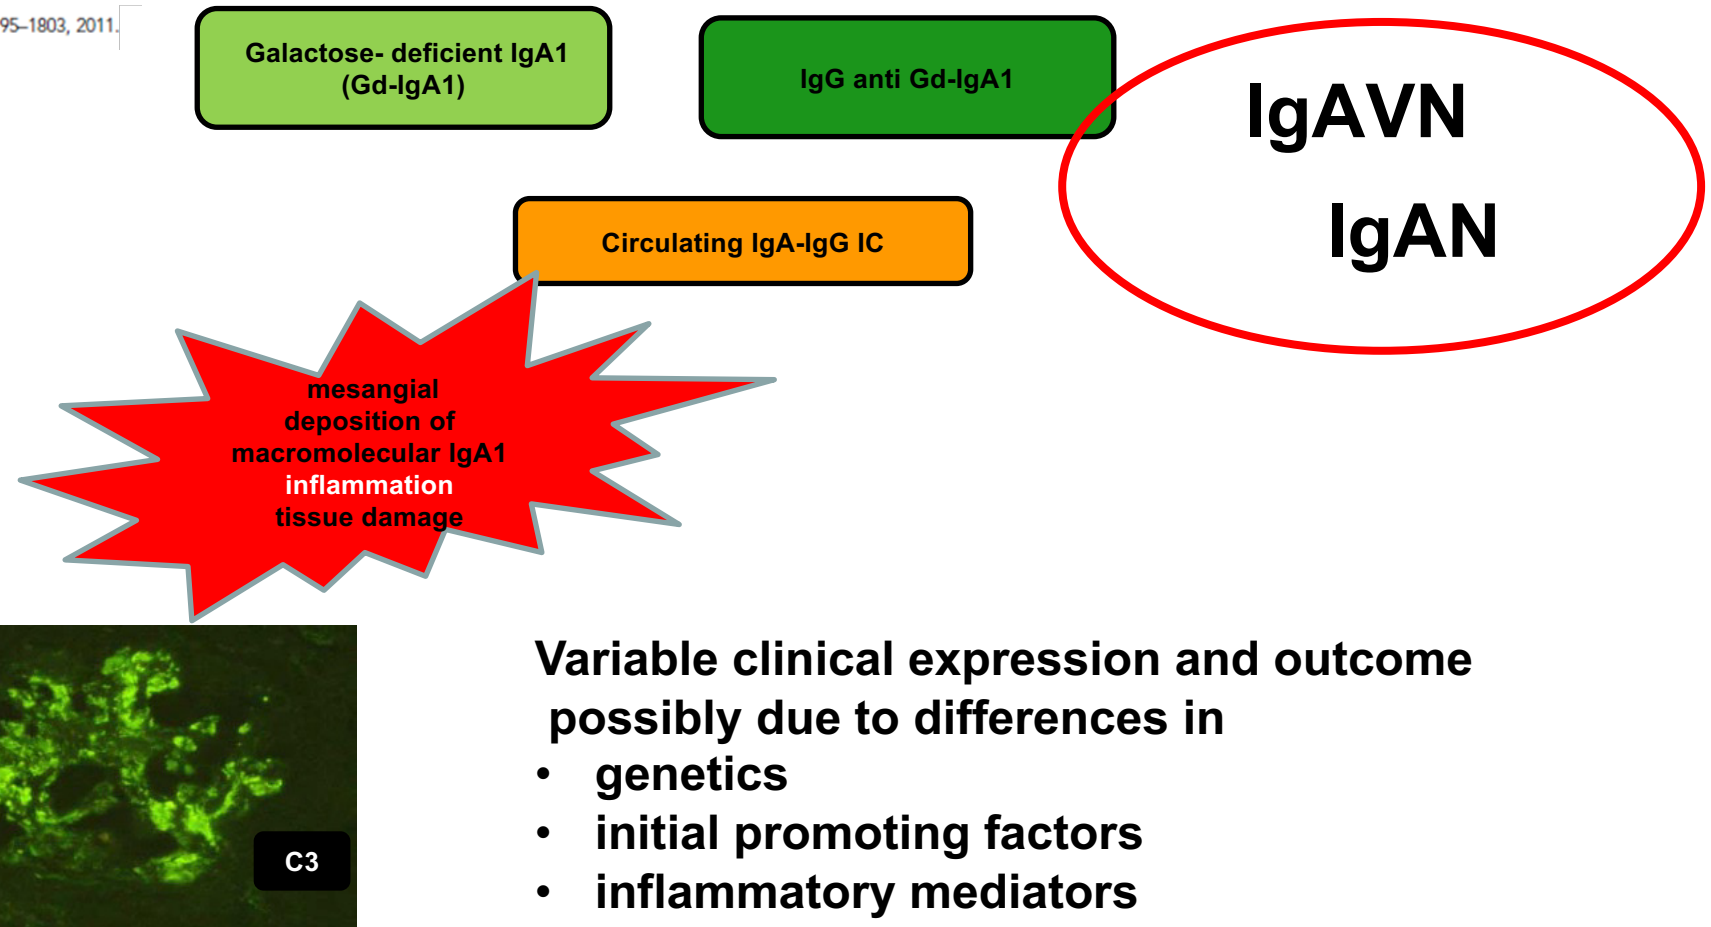 95–1803, 2011.
Galactose- deficient IgA1
(Gd-IgA1)
IgG anti Gd-IgA1
IgAVN
IgAN
Circulating IgA-IgG IC
mesangial
deposition of
macromolecular IgA1
inflammation
tissue damage
C3
Variable clinical expression and outcome
possibly due to differences in
• genetics
• initial promoting factors
• inflammatory mediators